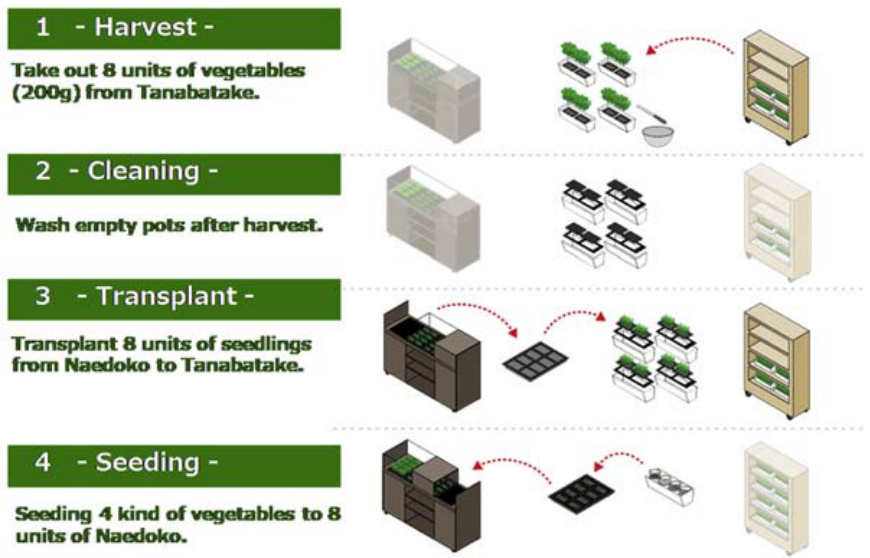 1 - Harvest -
Take out 8 units of vegetables
(200g) from Tanabatake.
2 - Cleaning -
Wash empty pots after harvest.
3 - Transplant -
Transplant 8 units of seedlings
from Naedoko to Tanabatake.
4 - Seeding -
Seeding 4 kind of vegetables to 8
units of Naedoko.